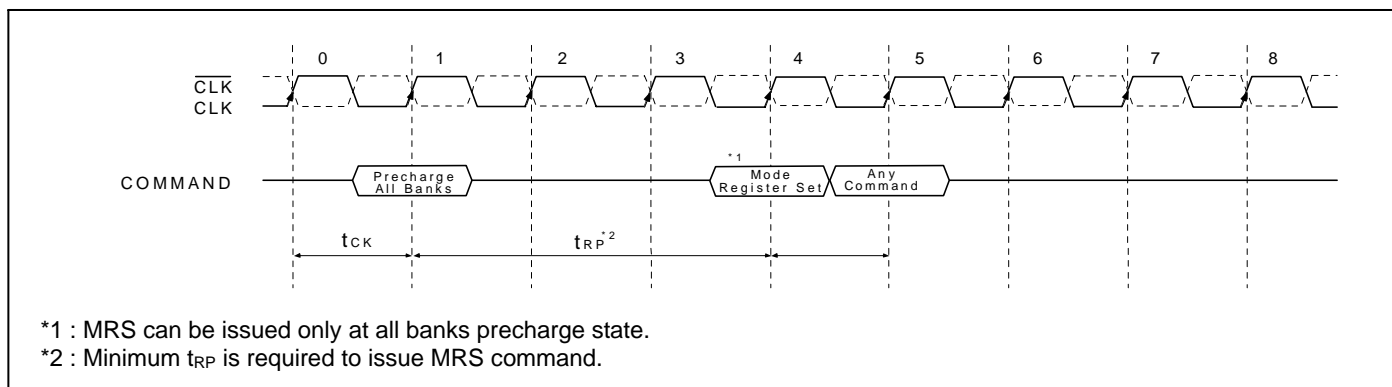 0 1 2 3 4 5 6 7 8
CLK
CLK
COMMAND
Precharge
All Banks
*1
Mode
Register Set
Any
Command
tCK
tRP*2
*1 : MRS can be issued only at all banks precharge state.
*2 : Minimum tRP is required to issue MRS command.